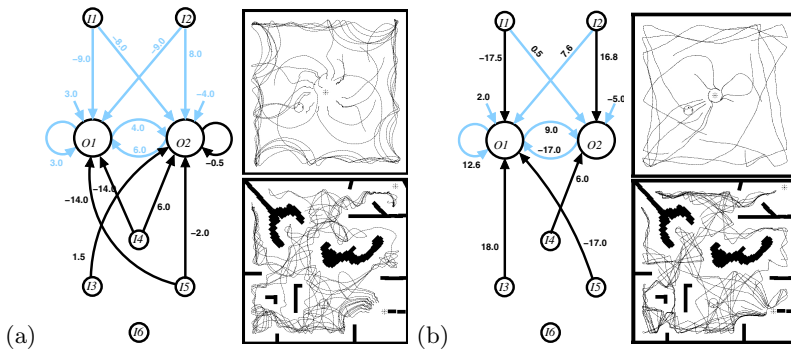 I1 I2
−8.0 −9.0
−9.0 8.0
3.0 −4.0
O1 4.0 O2
3.0 6.0 −0.5
−14.0
−14.0 6.0
I4 −2.0
1.5
I3 I5
(a) I6
I1 I2
0.5 7.6
−17.5 16.8
2.0 −5.0
O1 9.0 O2
12.6 −17.0
6.0
I4
18.0 −17.0
I3 I5
(b) I6